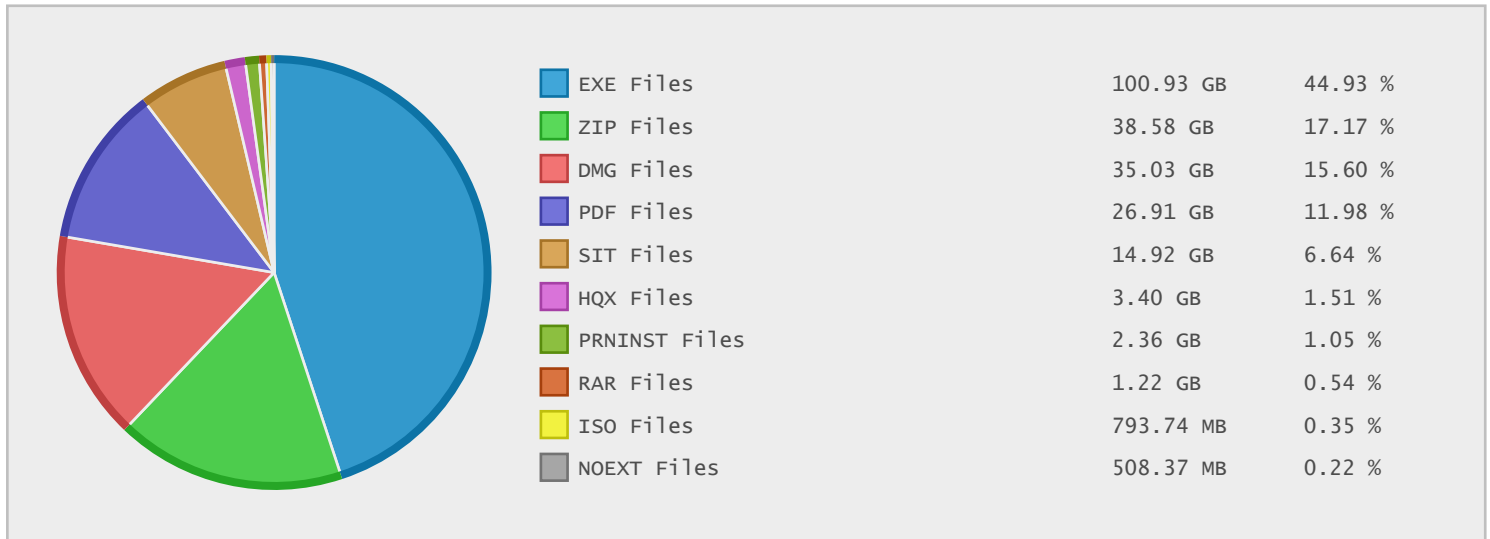 EXE Files 100.93 GB 44.93 %
ZIP Files 38.58 GB 17.17 %
DMG Files 35.03 GB 15.60 %
PDF Files 26.91 GB 11.98 %
SIT Files 14.92 GB 6.64 %
HQX Files 3.40 GB 1.51 %
PRNINST Files 2.36 GB 1.05 %
RAR Files 1.22 GB 0.54 %
ISO Files 793.74 MB 0.35 %
NOEXT Files 508.37 MB 0.22 %